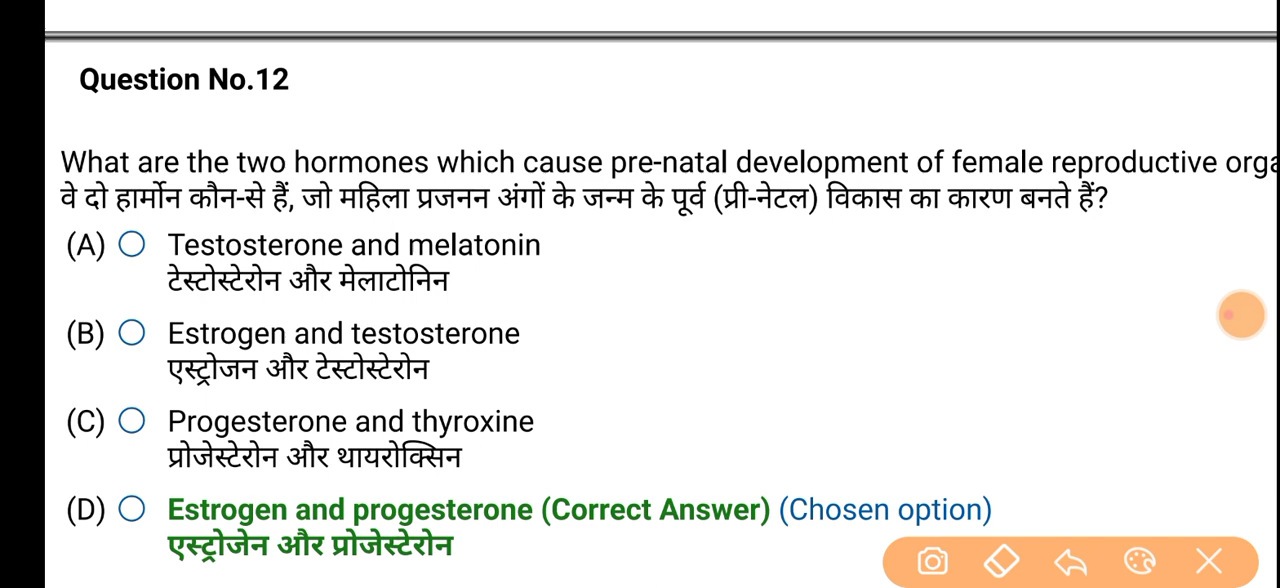 Question No.12
What are the two hormones which cause pre-natal development of female reproductive orga
वे दो हार्मोन कौन-से हैं, जो महिला प्रजनन अंगों के जन्म के पूर्व (प्री-नेटल) विकास का कारण बनते हैं?
(A) Testosterone and melatonin
टेस्टोस्टेरोन और मेलाटोनिन
(B) Estrogen and testosterone
एस्ट्रोजन और टेस्टोस्टेरोन
(C) Progesterone and thyroxine
प्रोजेस्टेरोन और थायरोक्सिन
(D) Estrogen and progesterone (Correct Answer) (Chosen option)
एस्ट्रोजेन और प्रोजेस्टेरोन